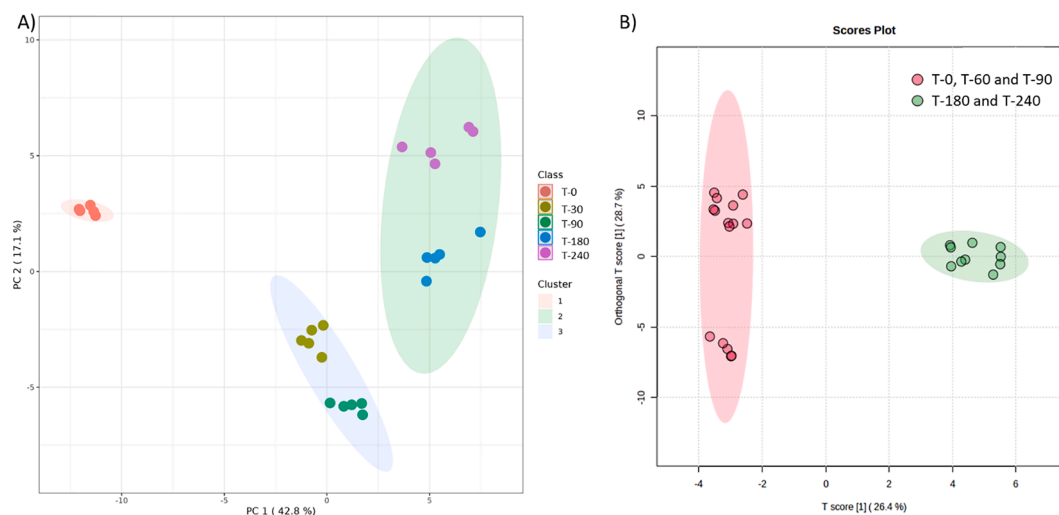 A)
10
5
0
-5
-10
-5
0
5
PC 2 ( 17.1 %)
PC 1 ( 42.8 %)
Class
T-0
T-30
T-90
T-180
T-240
Cluster
1
2
3
B)
Scores Plot
T-0, T-60 and T-90
T-180 and T-240
10
5
0
-5
-10
-4
-2
0
2
4
6
Orthogonal T score [1] ( 28.7 %)
T score [1] ( 26.4 %)